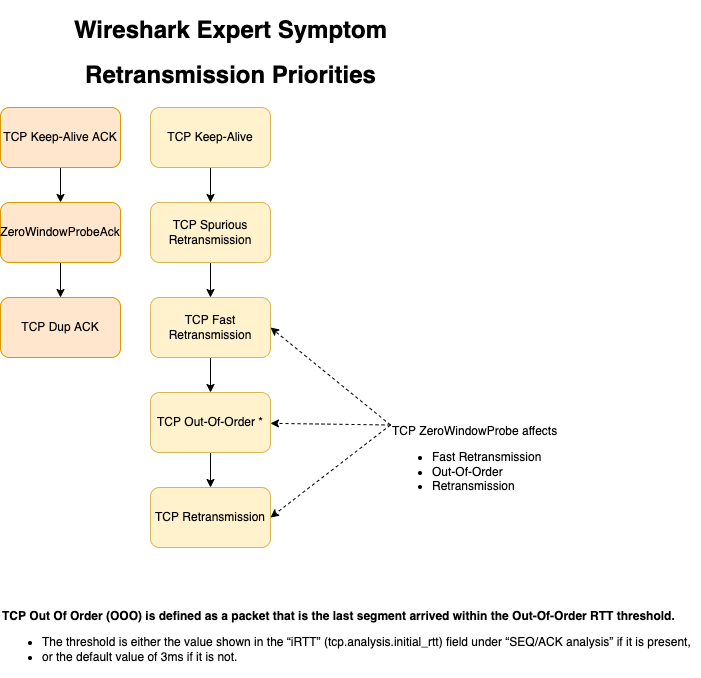 Wireshark Expert Symptom
Retransmission Priorities
TCP Keep-Alive ACK
TCP Keep-Alive
ZeroWindowProbeAck
TCP Spurious
Retransmission
TCP Dup ACK
TCP Fast
Retransmission
TCP Out-Of-Order *
TCP ZeroWindowProbe affects
• Fast Retransmission
• Out-Of-Order
• Retransmission
TCP Retransmission
TCP Out Of Order (OOO) is defined as a packet that is the last segment arrived within the Out-Of-Order RTT threshold.
• The threshold is either the value shown in the “iRTT” (tcp.analysis.initial_rtt) field under “SEQ/ACK analysis” if it is present,
• or the default value of 3ms if it is not.